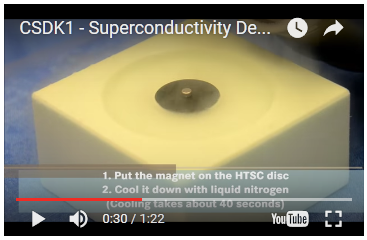 CSDK1 - Superconductivity De...
1. Put the magnet on the HTSC disc
2. Cool it down with liquid nitrogen
(Cooling takes about 40 seconds)
0:30 / 1:22
YouTube